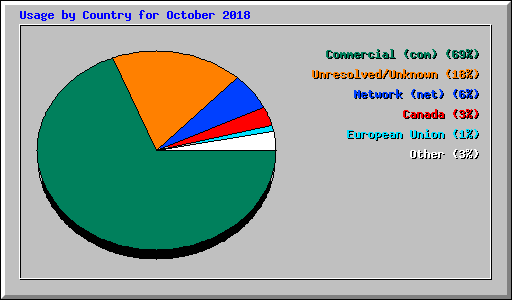 Usage by Country for October 2018
Commercial (com) (69%)
Unresolved/Unknown (18%)
Network (net) (6%)
Canada (3%)
European Union (1%)
Other (3%)